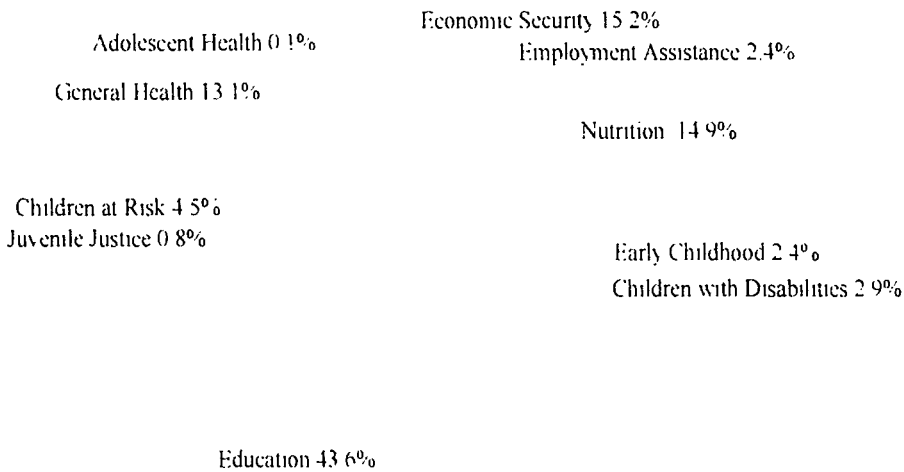 Economic Security 15 2%
Adolescent Health 0 1%
Employment Assistance 2.4%
General Health 13 1%
Nutrition 14 9%
Children at Risk 4 5%
Juvenile Justice 0 8%
Early Childhood 2 4%
Children with Disabilities 2 9%
Education 43 6%